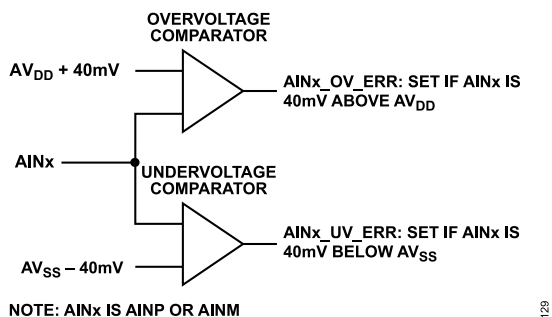 OVERVOLTAGE
COMPARATOR
AVDD + 40mV
AINx_OV_ERR: SET IF AINx IS
40mV ABOVE AVDD
AINx
UNDERVOLTAGE
COMPARATOR
AINx_UV_ERR: SET IF AINx IS
40mV BELOW AVSS
AVSS – 40mV
NOTE: AINx IS AINP OR AINM
129